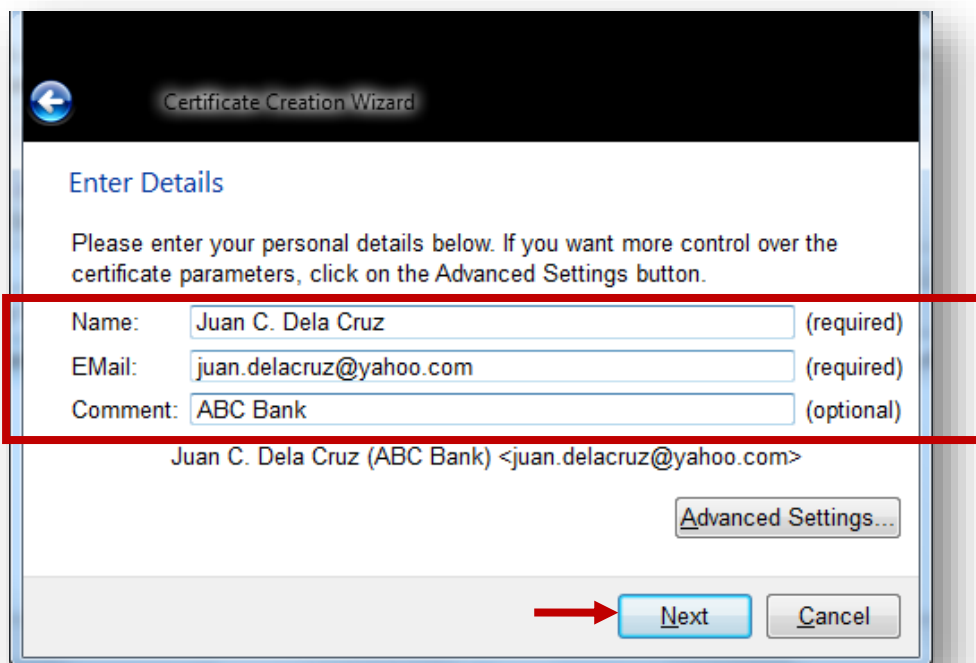 Certificate Creation Wizard
Enter Details
Please enter your personal details below. If you want more control over the
certificate parameters, click on the Advanced Settings button.
Name: Juan C. Dela Cruz (required)
EMail: juan.delacruz@yahoo.com (required)
Comment: ABC Bank (optional)
Juan C. Dela Cruz (ABC Bank) <juan.delacruz@yahoo.com>
Advanced Settings...
Next Cancel